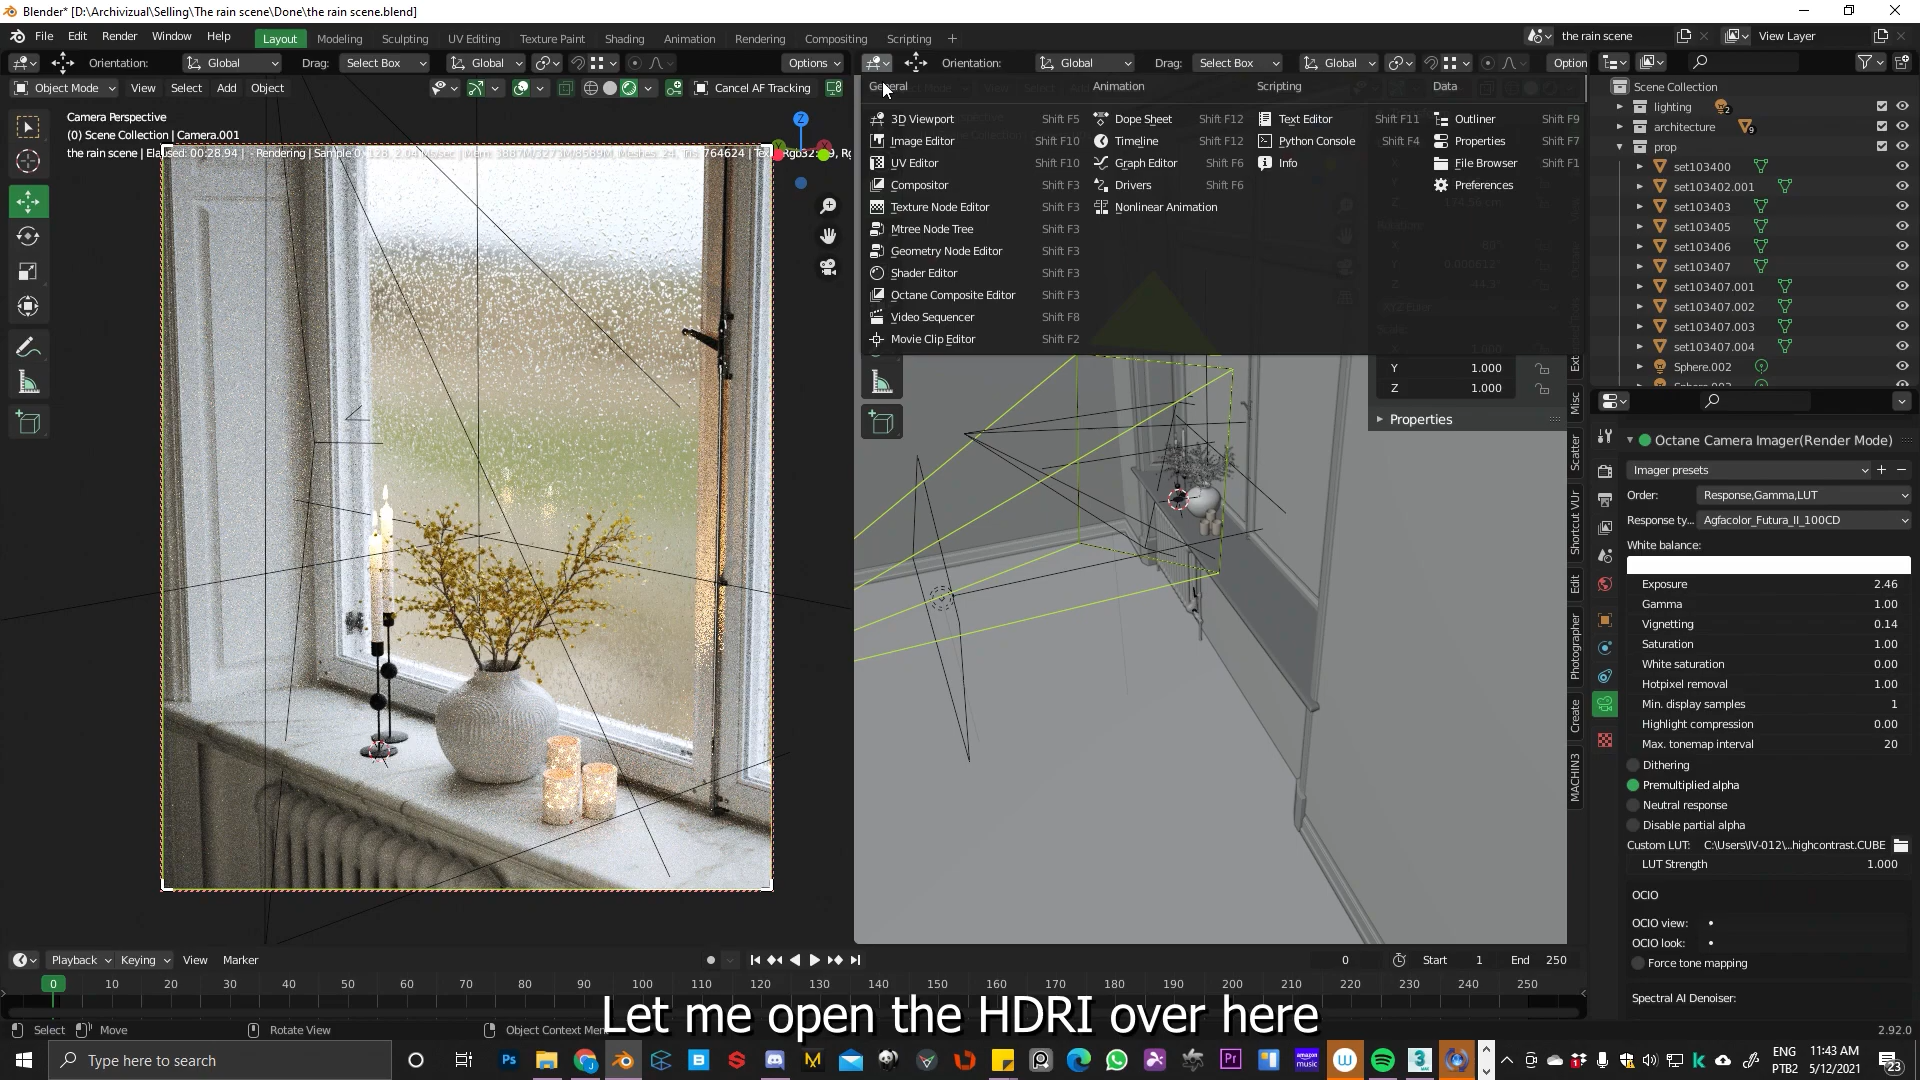 Blender* [D:\Archivizual\Selling\The rain scene\Done\the rain scene.blend]
File Edit Render Window Help Layout Modeling Sculpting UV Editing Texture Paint Shading Animation Rendering Compositing Scripting + the rain scene View Layer
Orientation: Global Drag: Select Box Global Options Orientation: Global Drag: Select Box Global Option
Object Mode View Select Add Object Cancel AF Tracking
General Animation Scripting Data
3D Viewport Shift F5
Image Editor Shift F10
UV Editor Shift F10
Compositor Shift F3
Texture Node Editor Shift F3
Mtree Node Tree Shift F3
Geometry Node Editor Shift F3
Shader Editor Shift F3
Octane Composite Editor Shift F3
Video Sequencer Shift F8
Movie Clip Editor Shift F2
Dope Sheet Shift F12
Timeline Shift F12
Graph Editor Shift F6
Drivers Shift F6
Nonlinear Animation
Text Editor Shift F11
Python Console Shift F4
Info
Outliner Shift F9
Properties Shift F7
File Browser Shift F1
Preferences
Camera Perspective
(0) Scene Collection | Camera.001
Y 1.000
Z 1.000
Properties
Misc
Scatter
Shortcut VUr
Edit
Photographer
Create
MACHIN3
Scene Collection
lighting 2
architecture 9
prop
set103400
set103402.001
set103403
set103405
set103406
set103407
set103407.001
set103407.002
set103407.003
set103407.004
Sphere.002
Octane Camera Imager(Render Mode)
Imager presets
Order: Response,Gamma,LUT
Response ty... Agfacolor_Futura_II_100CD
White balance:
Exposure 2.46
Gamma 1.00
Vignetting 0.14
Saturation 1.00
White saturation 0.00
Hotpixel removal 1.00
Min. display samples 1
Highlight compression 0.00
Max. tonemap interval 20
Dithering
Premultiplied alpha
Neutral response
Disable partial alpha
Custom LUT: C:\Users\IV-012\...highcontrast.CUBE
LUT Strength 1.000
OCIO
OCIO view:
OCIO look:
Force tone mapping
Spectral AI Denoiser:
Playback Keying View Marker 0 Start 1 End 250
0 10 20 30 40 50 60 70 80 90 100 110 120 130 140 150 160 170 180 190 200 210 220 230 240 250
Let me open the HDRI over here
Select Move Rotate View Object Context Men 2.92.0
Type here to search
ENG
PTB2
11:43 AM
5/12/2021
23